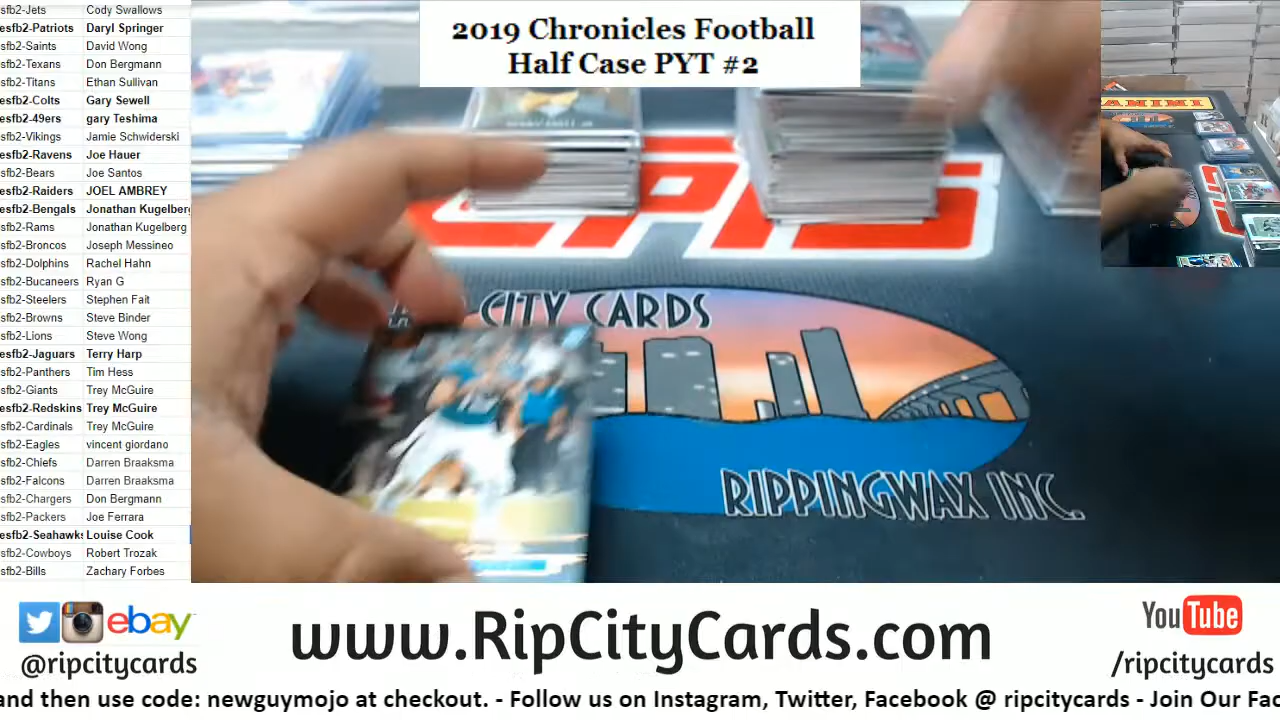 sfb2-Jets Cody Swallows
esfb2-Patriots Daryl Springer
sfb2-Saints David Wong
sfb2-Texans Don Bergmann
sfb2-Titans Ethan Sullivan
esfb2-Colts Gary Sewell
esfb2-49ers gary Teshima
sfb2-Vikings Jamie Schwiderski
esfb2-Ravens Joe Hauer
sfb2-Bears Joe Santos
esfb2-Raiders JOEL AMBREY
esfb2-Bengals Jonathan Kugelberg
sfb2-Rams Jonathan Kugelberg
sfb2-Broncos Joseph Messineo
sfb2-Dolphins Rachel Hahn
sfb2-Bucaneers Ryan G
sfb2-Steelers Stephen Fait
sfb2-Browns Steve Binder
sfb2-Lions Steve Wong
esfb2-Jaguars Terry Harp
sfb2-Panthers Tim Hess
sfb2-Giants Trey McGuire
esfb2-Redskins Trey McGuire
sfb2-Cardinals Trey McGuire
sfb2-Eagles vincent giordano
sfb2-Chiefs Darren Braaksma
sfb2-Falcons Darren Braaksma
sfb2-Chargers Don Bergmann
sfb2-Packers Joe Ferrara
esfb2-Seahawks Louise Cook
sfb2-Cowboys Robert Trozak
sfb2-Bills Zachary Forbes
2019 Chronicles Football
Half Case PYT #2
PANINI
CITY CARDS
RIPPINGWAX INC.
ebay
@ripcitycards
www.RipCityCards.com
YouTube
/ripcitycards
and then use code: newguymojo at checkout. - Follow us on Instagram, Twitter, Facebook @ ripcitycards - Join Our Fac